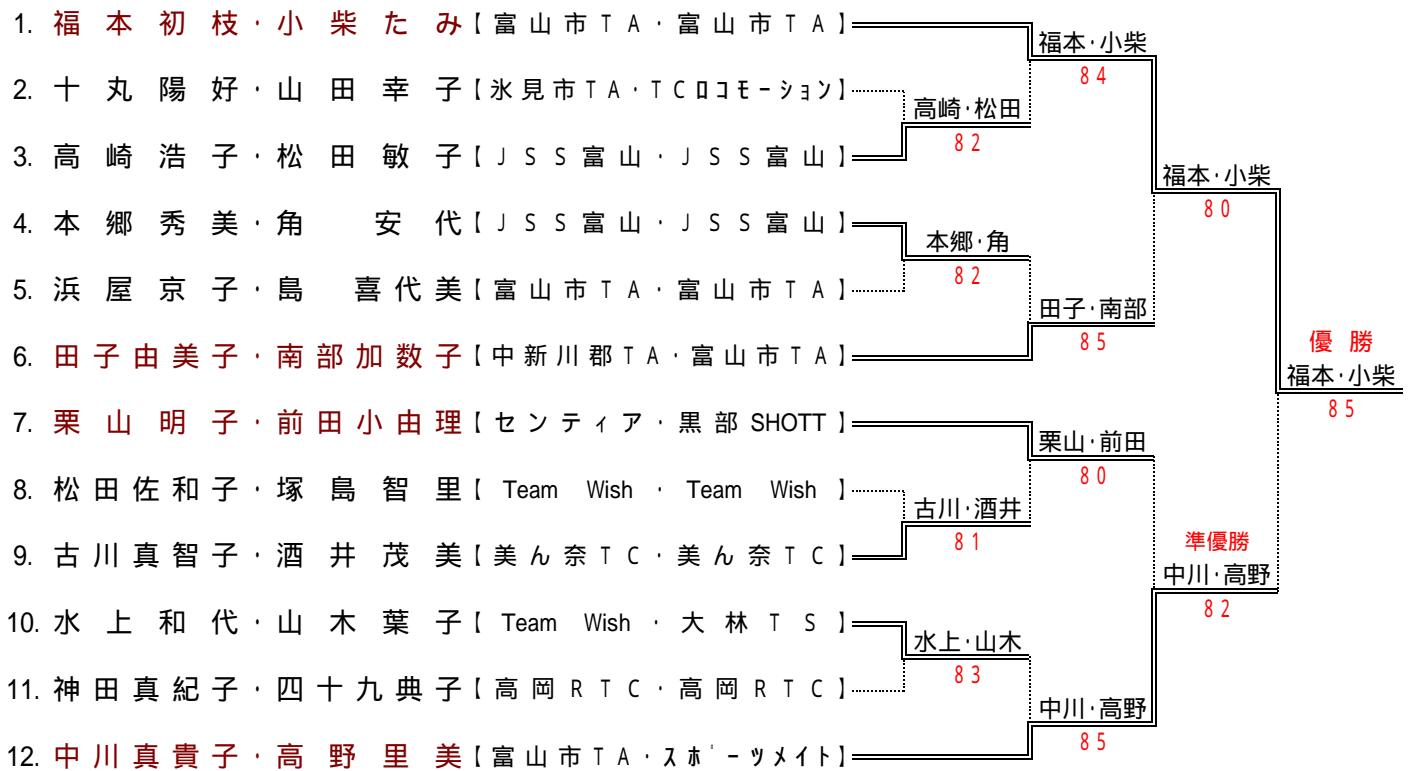 1. 福本初枝・小柴たみ【富山市TA・富山市TA】
福本・小柴
84
2. 十丸陽好・山田幸子【氷見市TA・TCロコモーション】
高崎・松田
82
3. 高崎浩子・松田敏子【JSS富山・JSS富山】
福本・小柴
80
4. 本郷秀美・角 安代【JSS富山・JSS富山】
本郷・角
82
5. 浜屋京子・島 喜代美【富山市TA・富山市TA】
田子・南部
85
6. 田子由美子・南部加数子【中新川郡TA・富山市TA】
優勝
福本・小柴
85
7. 栗山明子・前田小由理【センティア・黒部SHOTT】
栗山・前田
80
8. 松田佐和子・塚島智里【Team Wish・Team Wish】
古川・酒井
81
9. 古川真智子・酒井茂美【美ん奈TC・美ん奈TC】
準優勝
中川・高野
82
10. 水上和代・山木葉子【Team Wish・大林TS】
水上・山木
83
11. 神田真紀子・四十九典子【高岡RTC・高岡RTC】
中川・高野
85
12. 中川真貴子・高野里美【富山市TA・スポーツメイト】